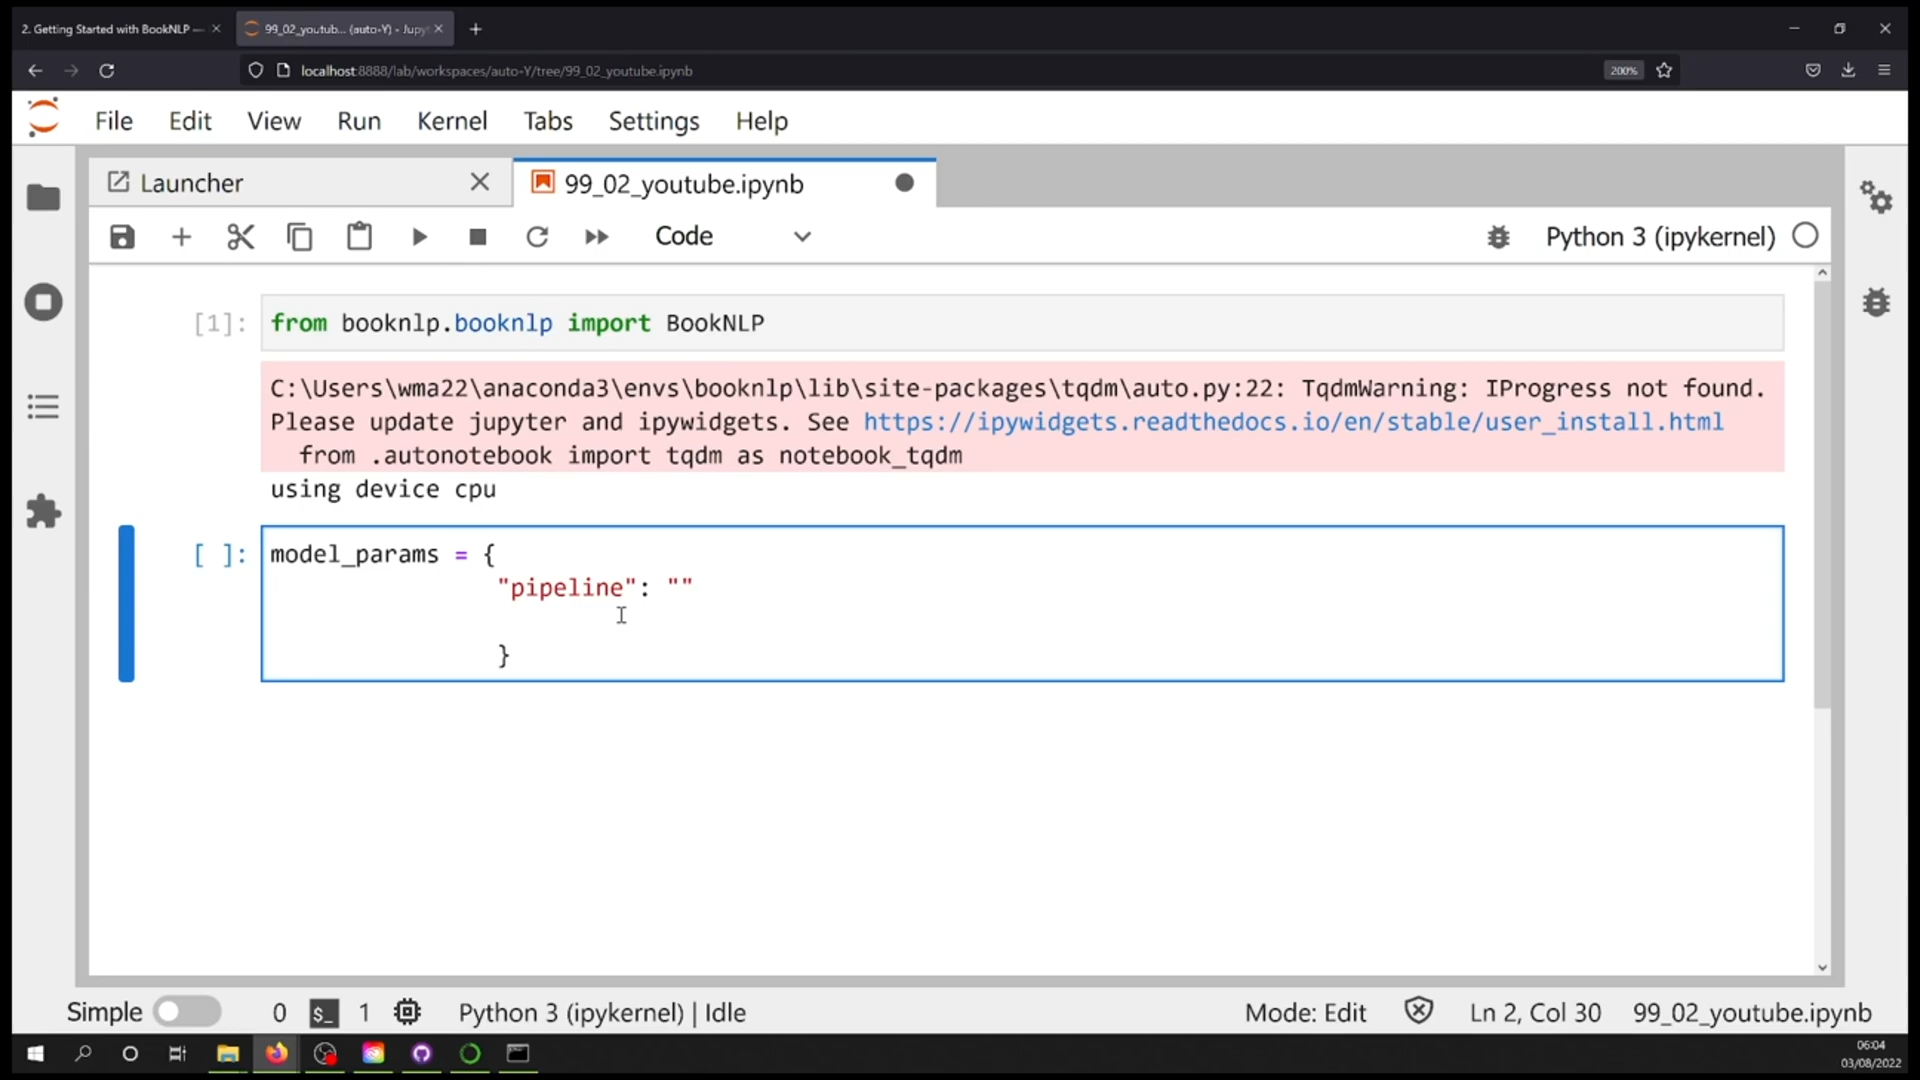 2. Getting Started with BookNLP —
99_02_youtub... (auto-Y) - Jupyt
localhost:8888/lab/workspaces/auto-Y/tree/99_02_youtube.ipynb
200%
File Edit View Run Kernel Tabs Settings Help
Launcher
99_02_youtube.ipynb
Code
Python 3 (ipykernel)
[1]: from booknlp.booknlp import BookNLP
C:\Users\wma22\anaconda3\envs\booknlp\lib\site-packages\tqdm\auto.py:22: TqdmWarning: IProgress not found.
Please update jupyter and ipywidgets. See https://ipywidgets.readthedocs.io/en/stable/user_install.html
from .autonotebook import tqdm as notebook_tqdm
using device cpu
[ ]: model_params = {
"pipeline": ""
}
Simple 0 $_ 1 Python 3 (ipykernel) | Idle Mode: Edit Ln 2, Col 30 99_02_youtube.ipynb
06:04
03/08/2022